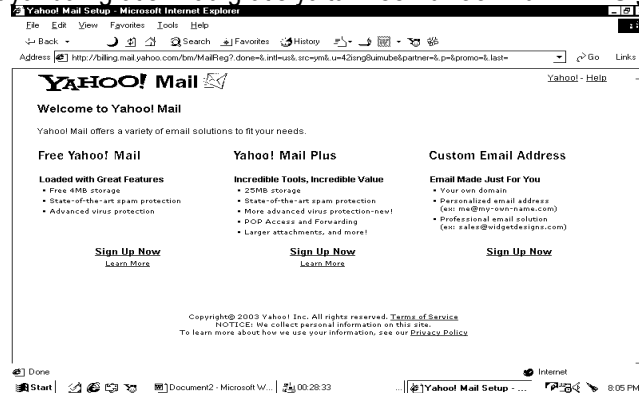 Yahoo! Mail Setup - Microsoft Internet Explorer
File Edit View Favorites Tools Help
Back Search Favorites History
Address http://billing.mail.yahoo.com/bm/MailReg?.done=&.intl=us&.src=ym&.u=42isng8uimube&partner=&.p=&promo=&.last= Go Links
YAHOO! Mail
Yahoo! - Help
Welcome to Yahoo! Mail
Yahoo! Mail offers a variety of email solutions to fit your needs.
Free Yahoo! Mail
Loaded with Great Features
• Free 4MB storage
• State-of-the-art spam protection
• Advanced virus protection
Sign Up Now
Learn More
Yahoo! Mail Plus
Incredible Tools, Incredible Value
• 25MB storage
• State-of-the-art spam protection
• More advanced virus protection-new!
• POP Access and Forwarding
• Larger attachments, and more!
Sign Up Now
Learn More
Custom Email Address
Email Made Just For You
• Your own domain
• Personalized email address
(ex: me@my-own-name.com)
• Professional email solution
(ex: sales@widgetdesigns.com)
Sign Up Now
Copyright© 2003 Yahoo! Inc. All rights reserved. Terms of Service
NOTICE: We collect personal information on this site.
To learn more about how we use your information, see our Privacy Policy
Done Internet
Start Document2 - Microsoft W... 00:28:33 ... Yahoo! Mail Setup - ... 8:05 PM